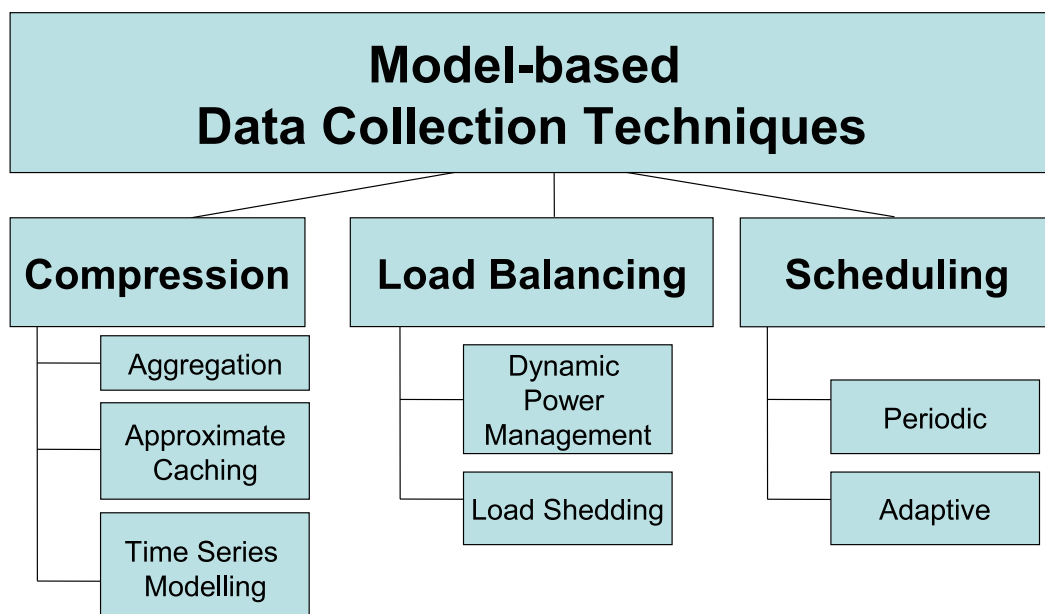 Model-based
Data Collection Techniques
Compression
Load Balancing
Scheduling
Aggregation
Approximate
Caching
Time Series
Modelling
Dynamic
Power
Management
Load Shedding
Periodic
Adaptive